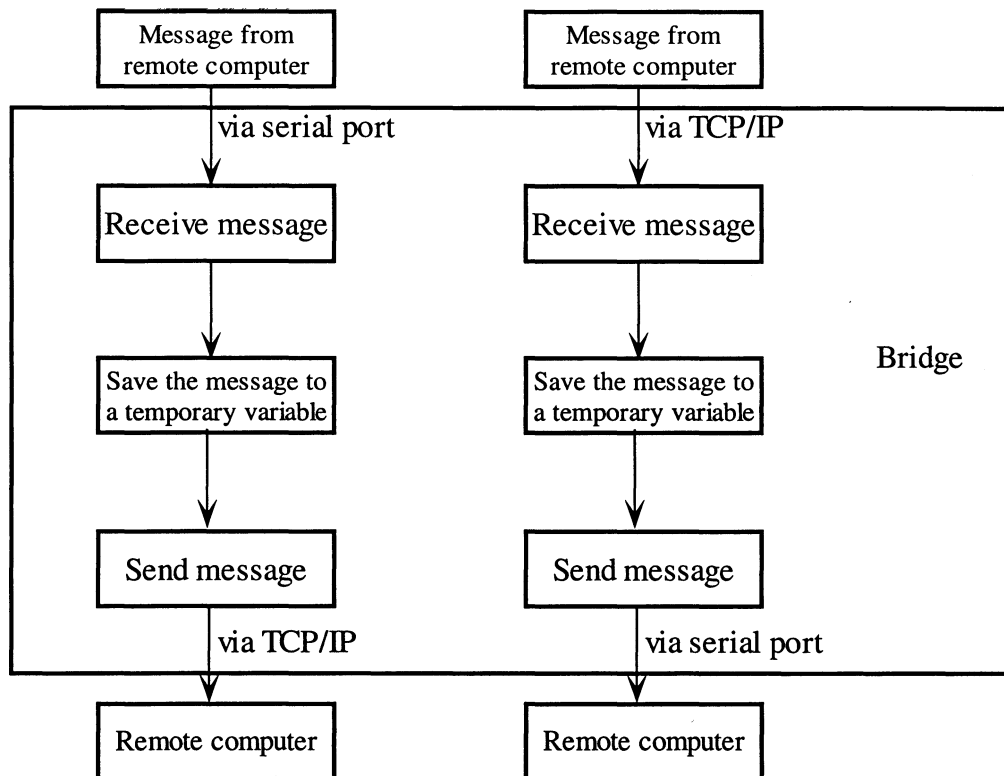 Message from
remote computer
via serial port
Receive message
Save the message to
a temporary variable
Send message
via TCP/IP
Remote computer
Message from
remote computer
via TCP/IP
Receive message
Save the message to
a temporary variable
Send message
via serial port
Remote computer
Bridge